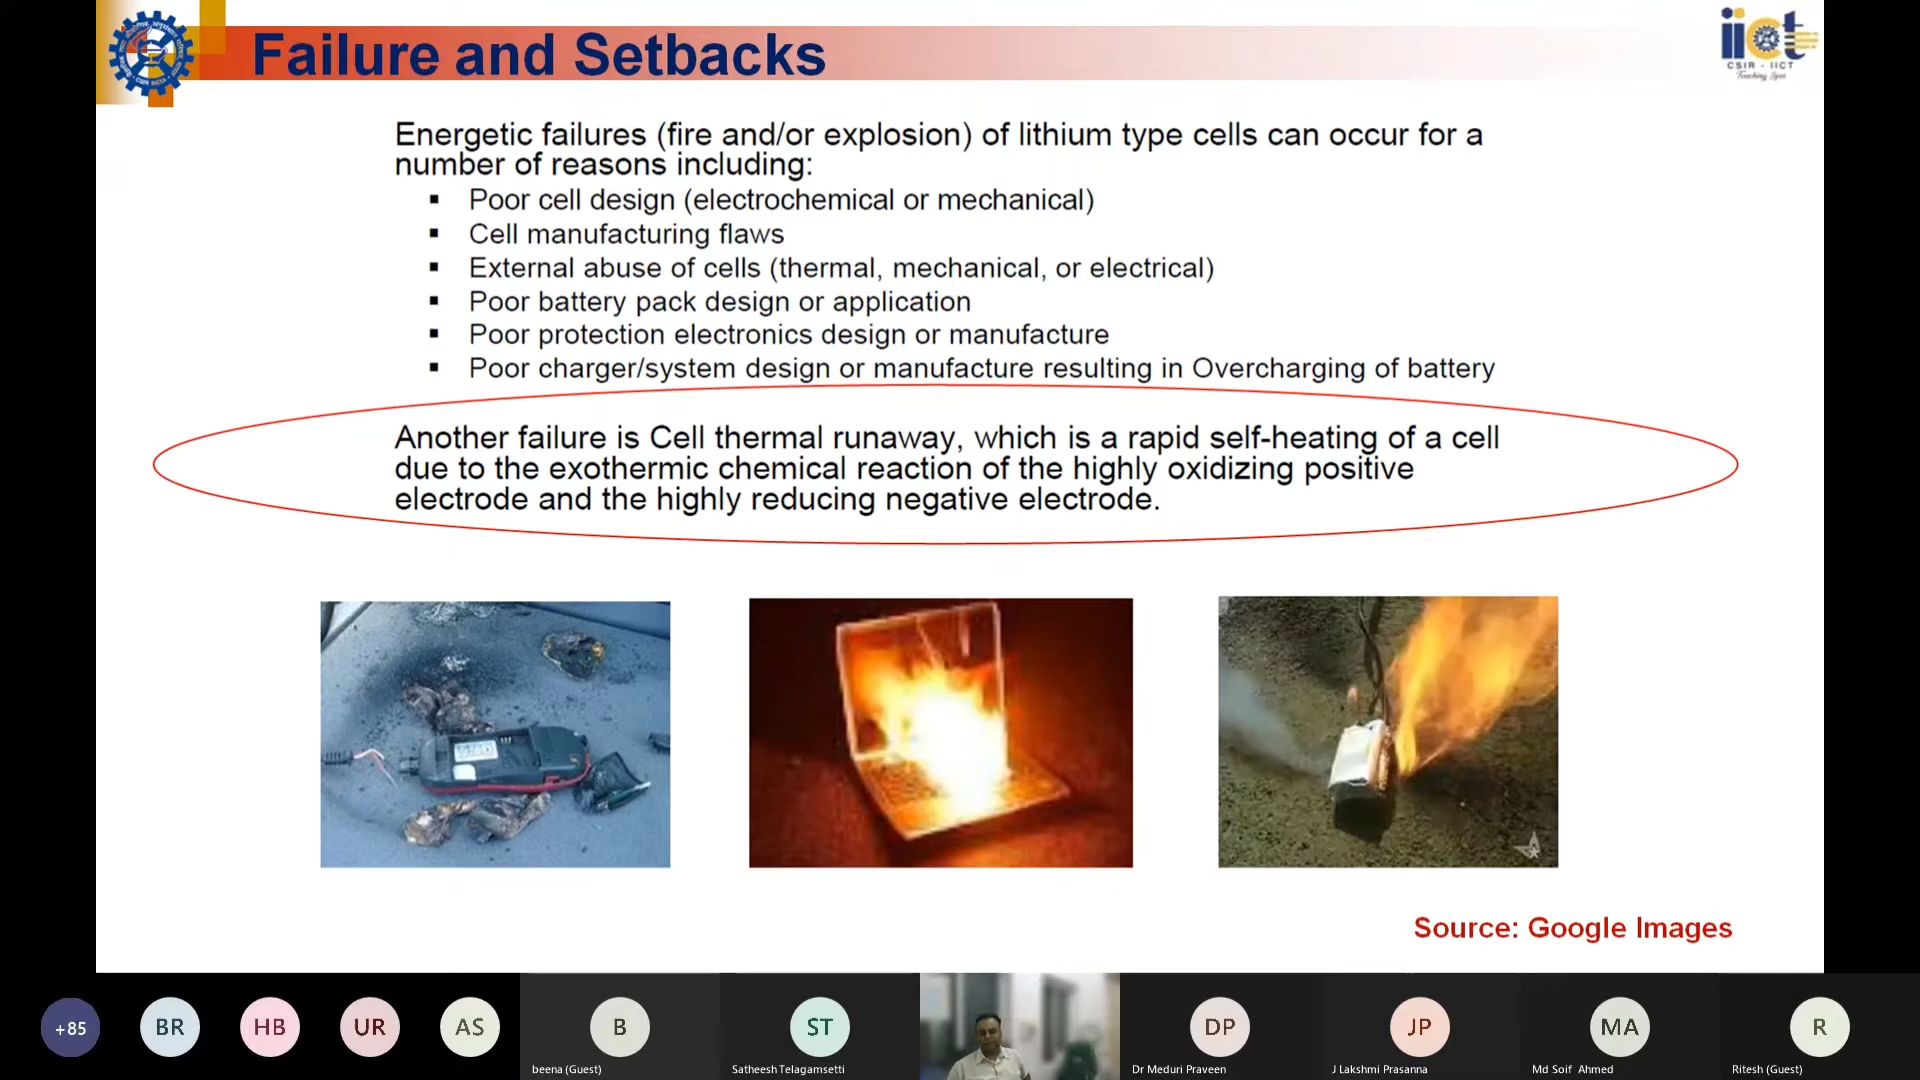 Failure and Setbacks
iict
CSIR - IICT
Touching Lives
Energetic failures (fire and/or explosion) of lithium type cells can occur for a
number of reasons including:
▪ Poor cell design (electrochemical or mechanical)
▪ Cell manufacturing flaws
▪ External abuse of cells (thermal, mechanical, or electrical)
▪ Poor battery pack design or application
▪ Poor protection electronics design or manufacture
▪ Poor charger/system design or manufacture resulting in Overcharging of battery
Another failure is Cell thermal runaway, which is a rapid self-heating of a cell
due to the exothermic chemical reaction of the highly oxidizing positive
electrode and the highly reducing negative electrode.
Source: Google Images
+85 BR HB UR AS B ST DP JP MA R
beena (Guest) Satheesh Telagamsetti Dr Meduri Praveen J Lakshmi Prasanna Md Soif Ahmed Ritesh (Guest)